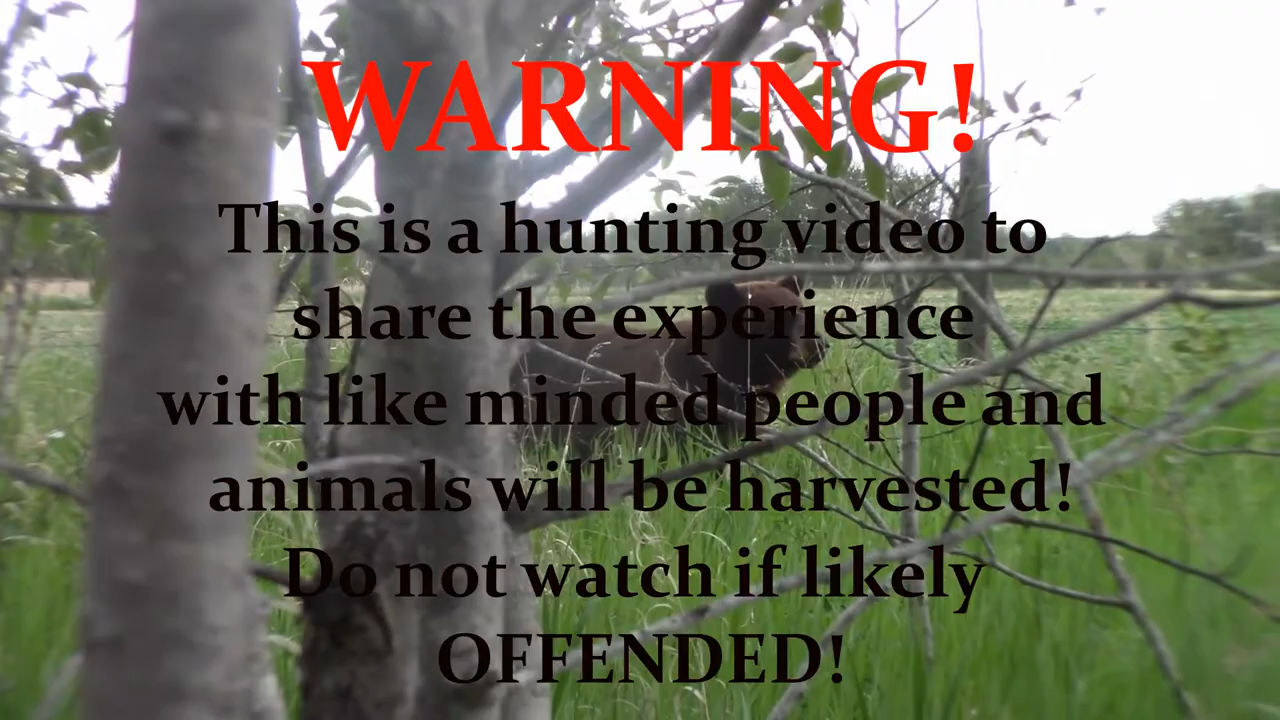 WARNING!
This is a hunting video to
share the experience
with like minded people and
animals will be harvested!
Do not watch if likely
OFFENDED!